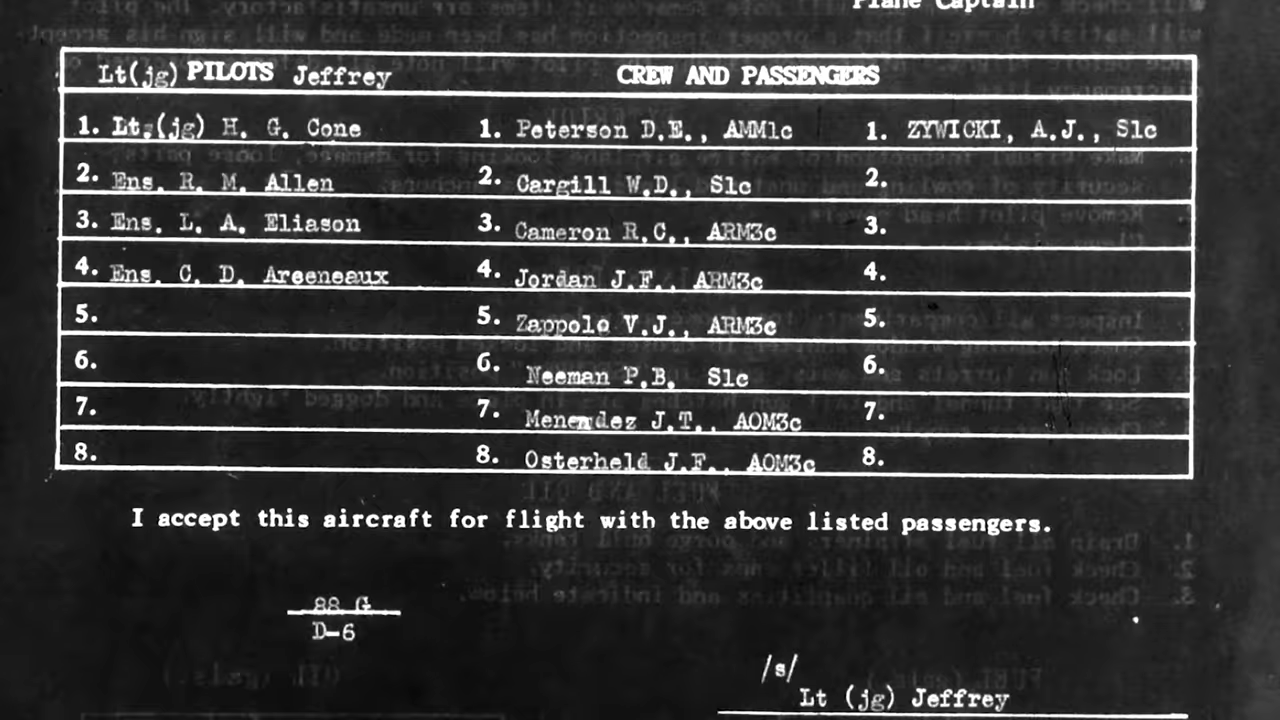 Plane Captain
Lt(jg) PILOTS Jeffrey CREW AND PASSENGERS
1. Lt.(jg) H. G. Cone 1. Peterson D.E., AMM1c 1. ZYWICKI, A.J., S1c
2. Ens. R. M. Allen 2. Cargill W.D., S1c 2.
3. Ens. L. A. Eliason 3. Cameron R.C., ARM3c 3.
4. Ens. C. D. Areeneaux 4. Jordan J.F., ARM3c 4.
5. 5. Zappolo V.J., ARM3c 5.
6. 6. Neeman P.B. S1c 6.
7. 7. Menendez J.T., AOM3c 7.
8. 8. Osterheld J.F., AOM3c 8.
I accept this aircraft for flight with the above listed passengers.
88 G
D-6
/s/
Lt (jg) Jeffrey